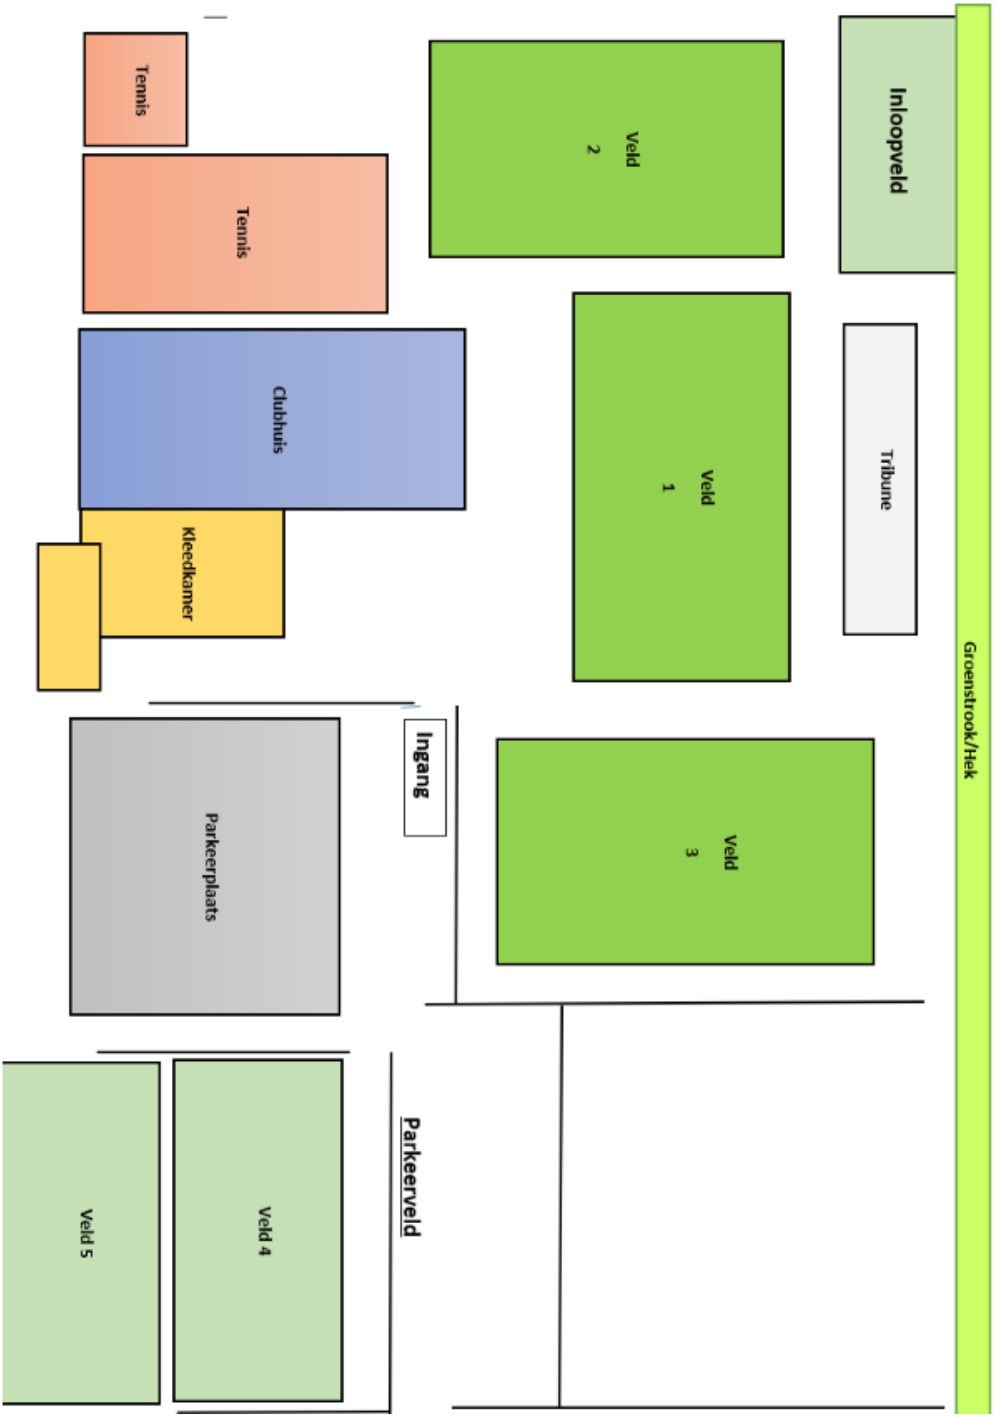 Groenstrook/Hek
Inloopveld
Tribune
Veld
2
Veld
1
Veld
3
Tennis
Tennis
Clubhuis
Kleedkamer
Ingang
Parkeerplaats
Parkeerveld
Veld 4
Veld 5